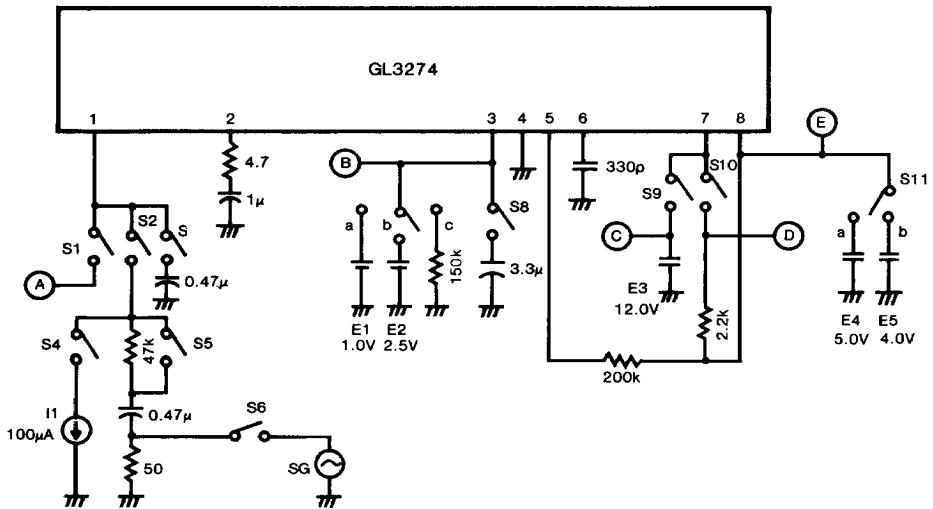 GL3274
1 2 3 4 5 6 7 8
E
4.7
1μ
B
330p
S9
S10
S11
S1
S2
S
S8
a
b
c
150k
C
D
a
b
A
0.47μ
3.3μ
E3
12.0V
E1
1.0V
E2
2.5V
2.2k
E4
5.0V
E5
4.0V
S4
47k
S5
200k
I1
100μA
0.47μ
S6
50
SG